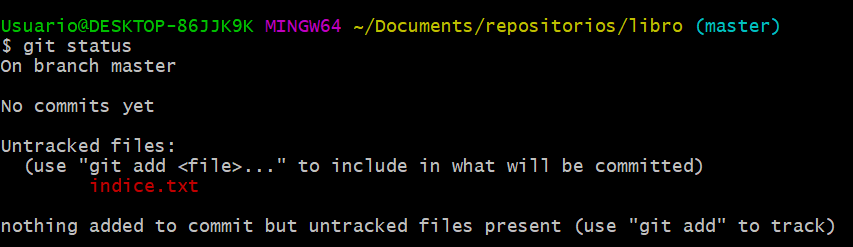 Usuario@DESKTOP-86JJK9K MINGW64 ~/Documents/repositorios/libro (master)
$ git status
On branch master
No commits yet
Untracked files:
(use "git add <file>..." to include in what will be committed)
indice.txt
nothing added to commit but untracked files present (use "git add" to track)